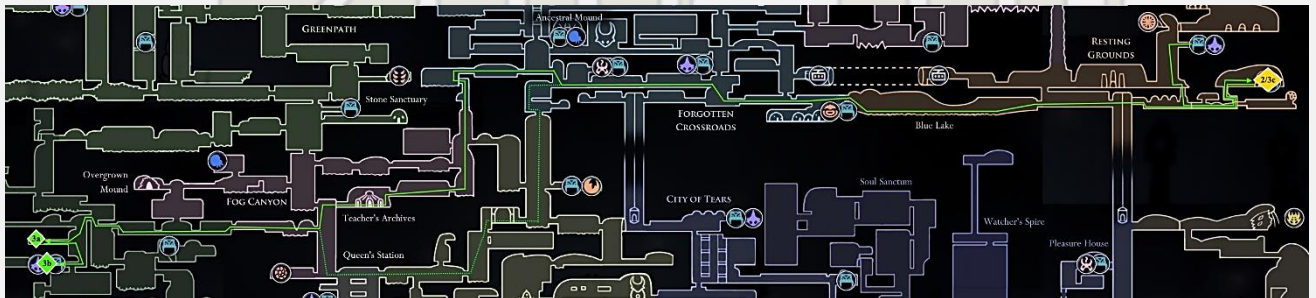 Ancestral Mound
Greenpath
Resting
Grounds
2/3c
Stone Sanctuary
Forgotten
Crossroads
Blue Lake
Overgrown
Mound
Fog Canyon
Soul Sanctum
City of Tears
Teacher's Archives
Watcher's Spire
3a
Pleasure House
Queen's Station
3b